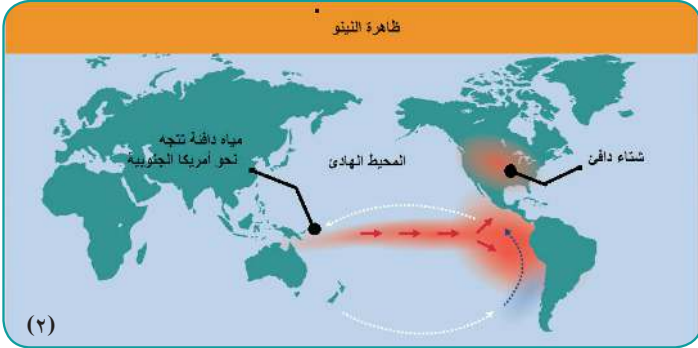 ظاهرة النينو
مياه دافئة تتجه
نحو أمريكا الجنوبية
المحيط الهادئ
شتاء دافئ
(٢)